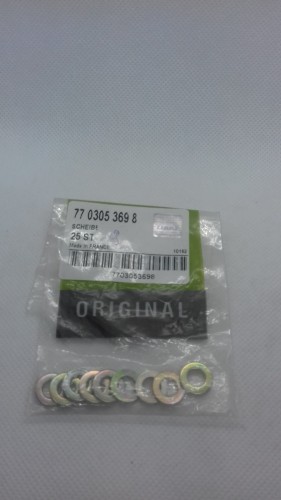 77 0305 369 8
SCHEIBE
25 ST
Made in FRANCE
7703053698
ORIGINAL